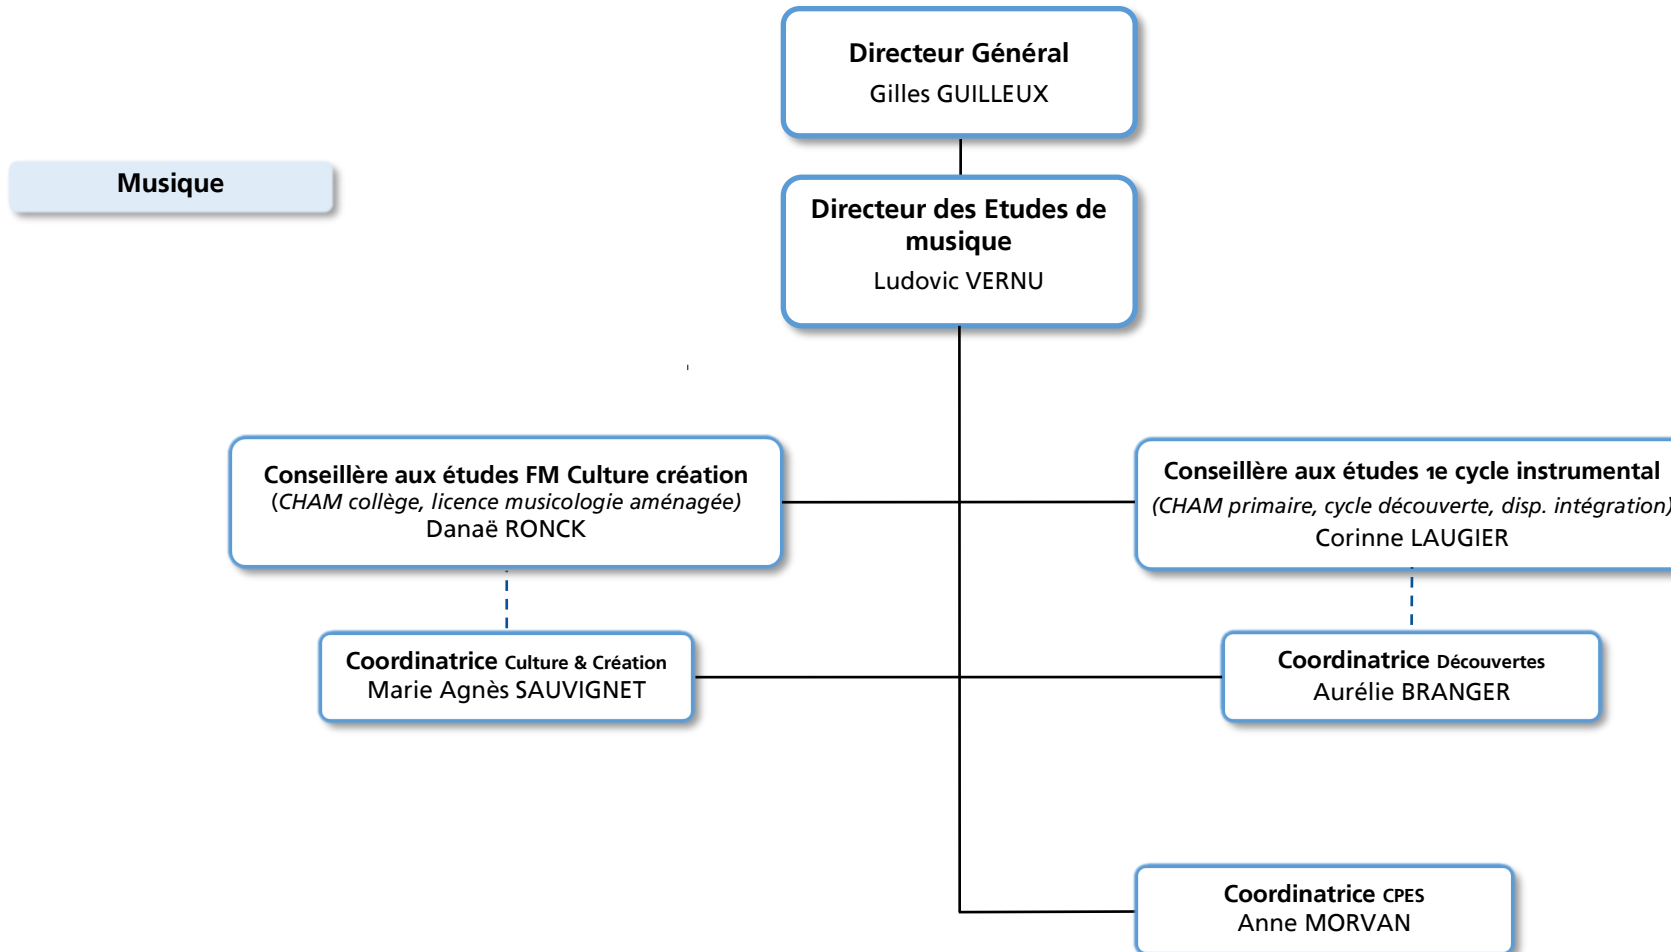 Directeur Général
Gilles GUILLEUX
Musique
Directeur des Etudes de
musique
Ludovic VERNU
Conseillère aux études FM Culture création
(CHAM collège, licence musicologie aménagée)
Danaë RONCK
Conseillère aux études 1e cycle instrumental
(CHAM primaire, cycle découverte, disp. intégration)
Corinne LAUGIER
Coordinatrice Culture & Création
Marie Agnès SAUVIGNET
Coordinatrice Découvertes
Aurélie BRANGER
Coordinatrice CPES
Anne MORVAN